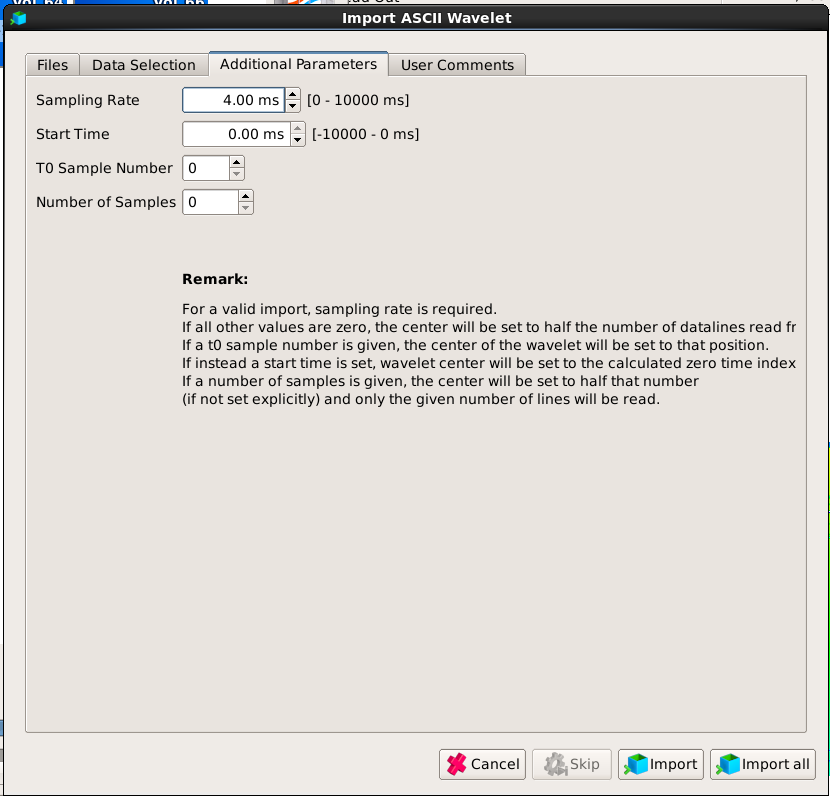 Import ASCII Wavelet
Files Data Selection Additional Parameters User Comments
Sampling Rate 4.00 ms [0 - 10000 ms]
Start Time 0.00 ms [-10000 - 0 ms]
T0 Sample Number 0
Number of Samples 0
Remark:
For a valid import, sampling rate is required.
If all other values are zero, the center will be set to half the number of datalines read fr
If a t0 sample number is given, the center of the wavelet will be set to that position.
If instead a start time is set, wavelet center will be set to the calculated zero time index
If a number of samples is given, the center will be set to half that number
(if not set explicitly) and only the given number of lines will be read.
Cancel Skip Import Import all